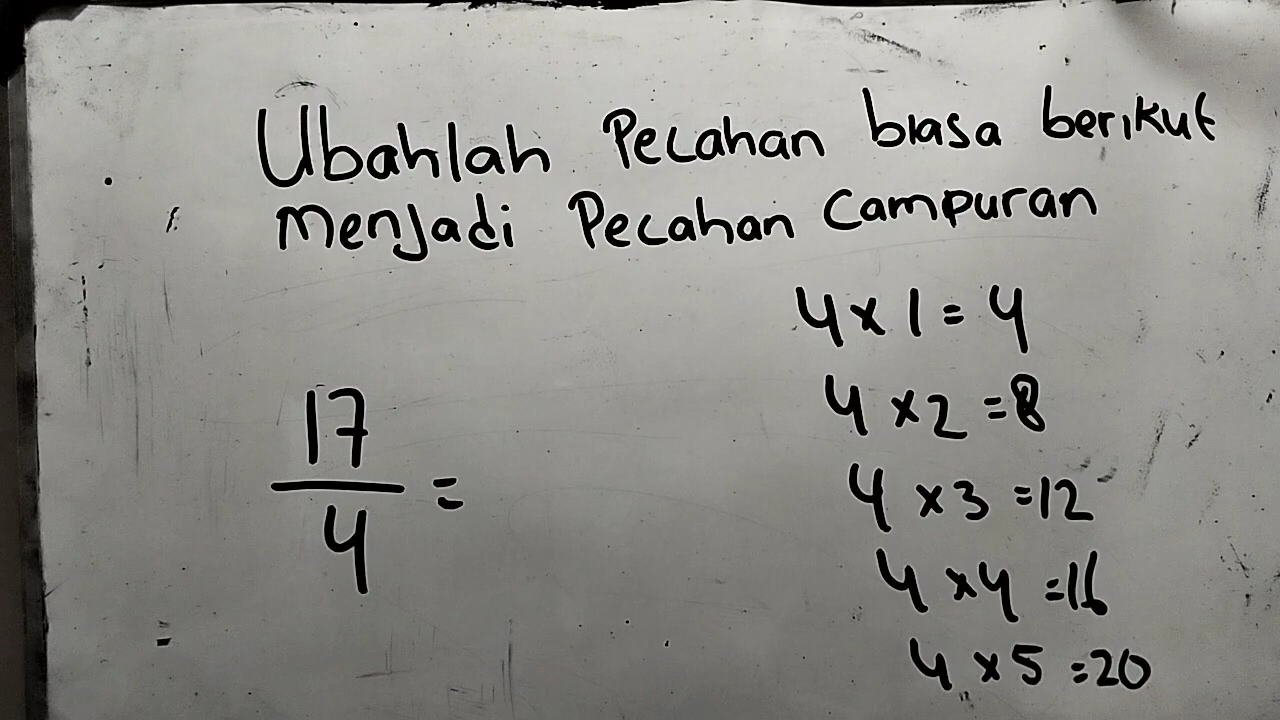 Ubahlah Pecahan biasa berikut
menjadi Pecahan Campuran
17
4
=
4 x 1 = 4
4 x 2 = 8
4 x 3 = 12
4 x 4 = 16
4 x 5 = 20